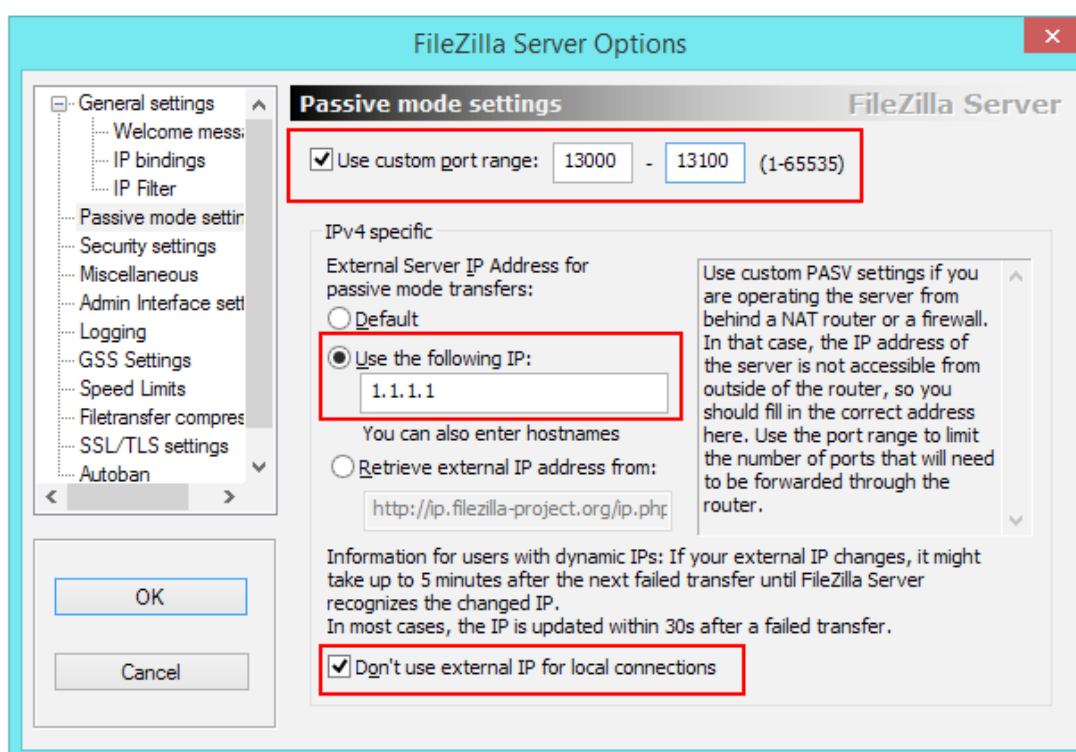 FileZilla Server Options
×
General settings
Welcome messa
IP bindings
IP Filter
Passive mode settin
Security settings
Miscellaneous
Admin Interface sett
Logging
GSS Settings
Speed Limits
Filetransfer compres
SSL/TLS settings
Autoban
OK
Cancel
Passive mode settings
FileZilla Server
Use custom port range: 13000 - 13100 (1-65535)
IPv4 specific
External Server IP Address for
passive mode transfers:
Default
Use the following IP:
1.1.1.1
You can also enter hostnames
Retrieve external IP address from:
http://ip.filezilla-project.org/ip.php
Use custom PASV settings if you
are operating the server from
behind a NAT router or a firewall.
In that case, the IP address of
the server is not accessible from
outside of the router, so you
should fill in the correct address
here. Use the port range to limit
the number of ports that will need
to be forwarded through the
router.
Information for users with dynamic IPs: If your external IP changes, it might
take up to 5 minutes after the next failed transfer until FileZilla Server
recognizes the changed IP.
In most cases, the IP is updated within 30s after a failed transfer.
Don't use external IP for local connections